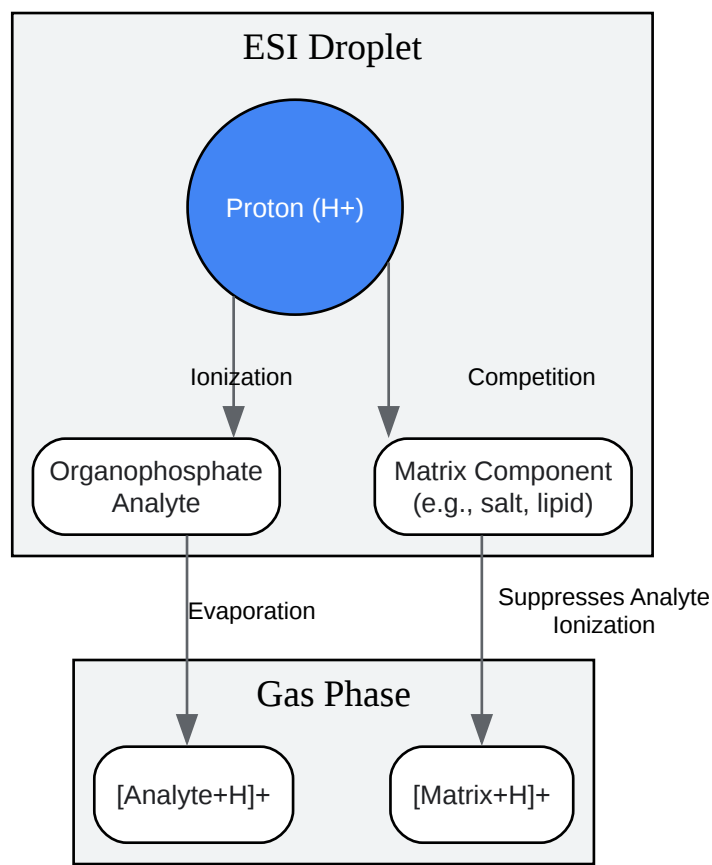 ESI Droplet
Proton (H+)
Ionization
Competition
Organophosphate
Analyte
Matrix Component
(e.g., salt, lipid)
Evaporation
Suppresses Analyte
Ionization
Gas Phase
[Analyte+H]+
[Matrix+H]+